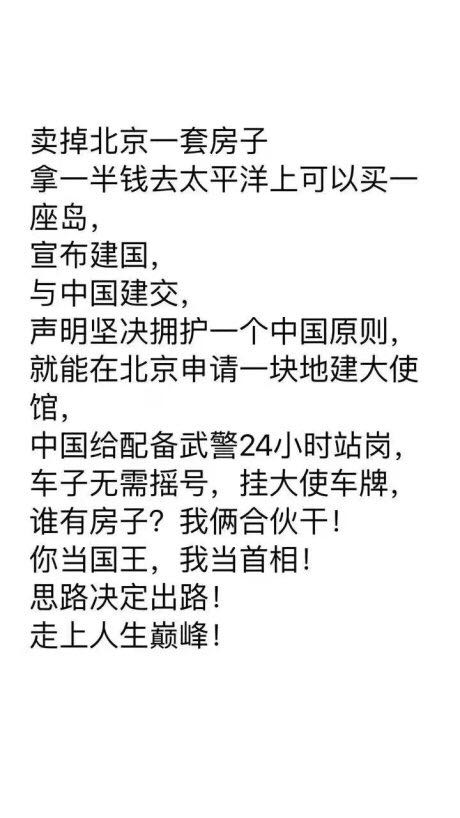 卖掉北京一套房子
拿一半钱去太平洋上可以买一
座岛，
宣布建国，
与中国建交，
声明坚决拥护一个中国原则，
就能在北京申请一块地建大使
馆，
中国给配备武警24小时站岗，
车子无需摇号，挂大使车牌，
谁有房子？我俩合伙干！
你当国王，我当首相！
思路决定出路！
走上人生巅峰！